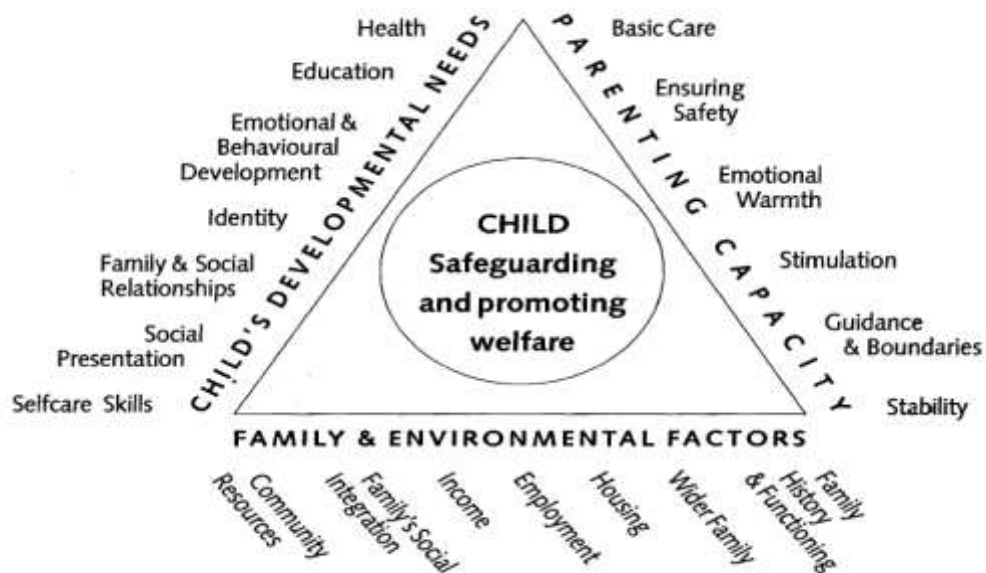 Health
Education
Emotional &
Behavioural
Development
Identity
Family & Social
Relationships
Social
Presentation
Selfcare Skills
CHILD'S DEVELOPMENTAL NEEDS
CHILD
Safeguarding
and promoting
welfare
PARENTING CAPACITY
Basic Care
Ensuring
Safety
Emotional
Warmth
Stimulation
Guidance
& Boundaries
Stability
FAMILY & ENVIRONMENTAL FACTORS
Community
Resources
Family's Social
Integration
Income
Employment
Housing
Wider Family
Family
History
& Functioning